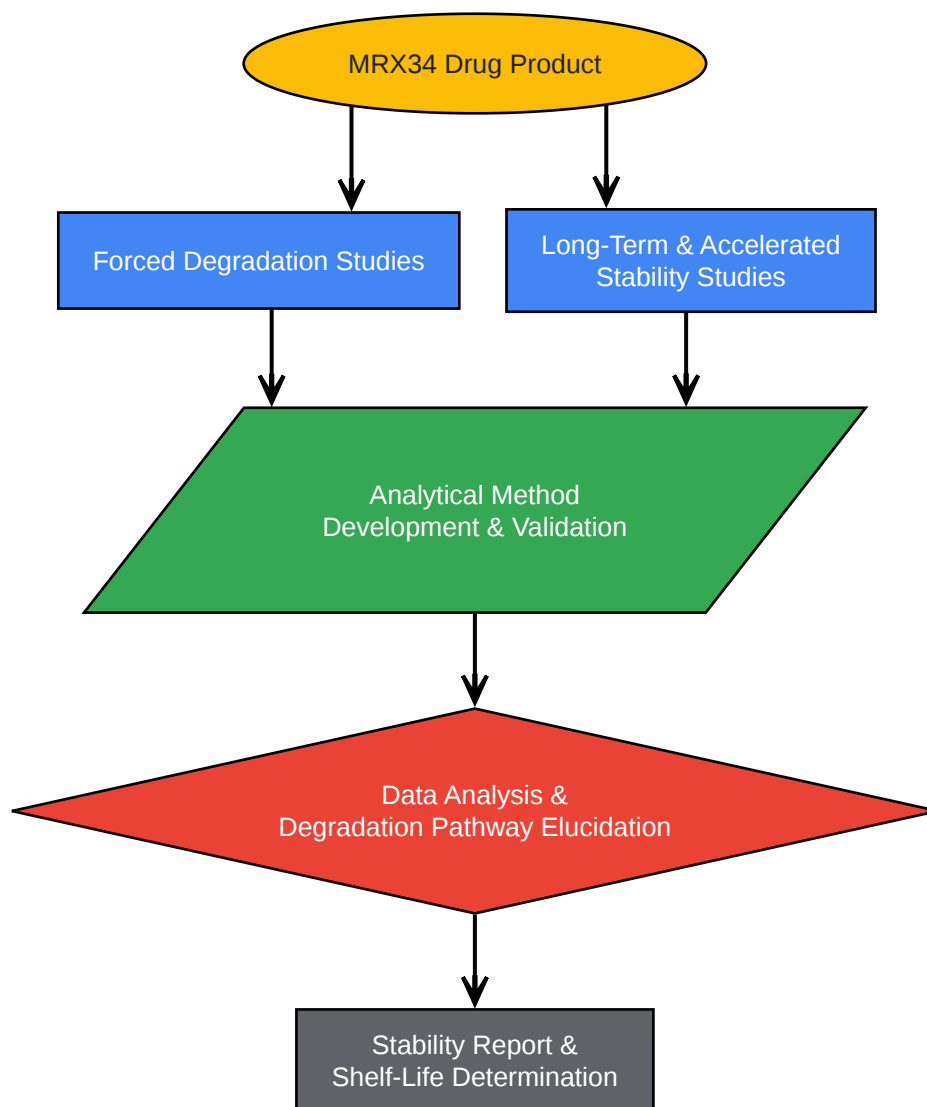 MRX34 Drug Product
Forced Degradation Studies
Long-Term & Accelerated
Stability Studies
Analytical Method
Development & Validation
Data Analysis &
Degradation Pathway Elucidation
Stability Report &
Shelf-Life Determination